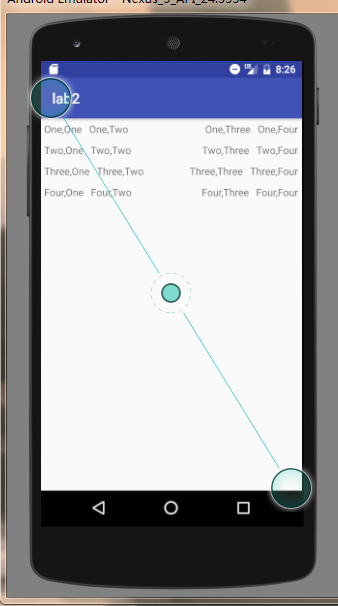 Android Emulator - Nexus_5_API_24:5554
8:26
lab2
One,One One,Two One,Three One,Four
Two,One Two,Two Two,Three Two,Four
Three,One Three,Two Three,Three Three,Four
Four,One Four,Two Four,Three Four,Four